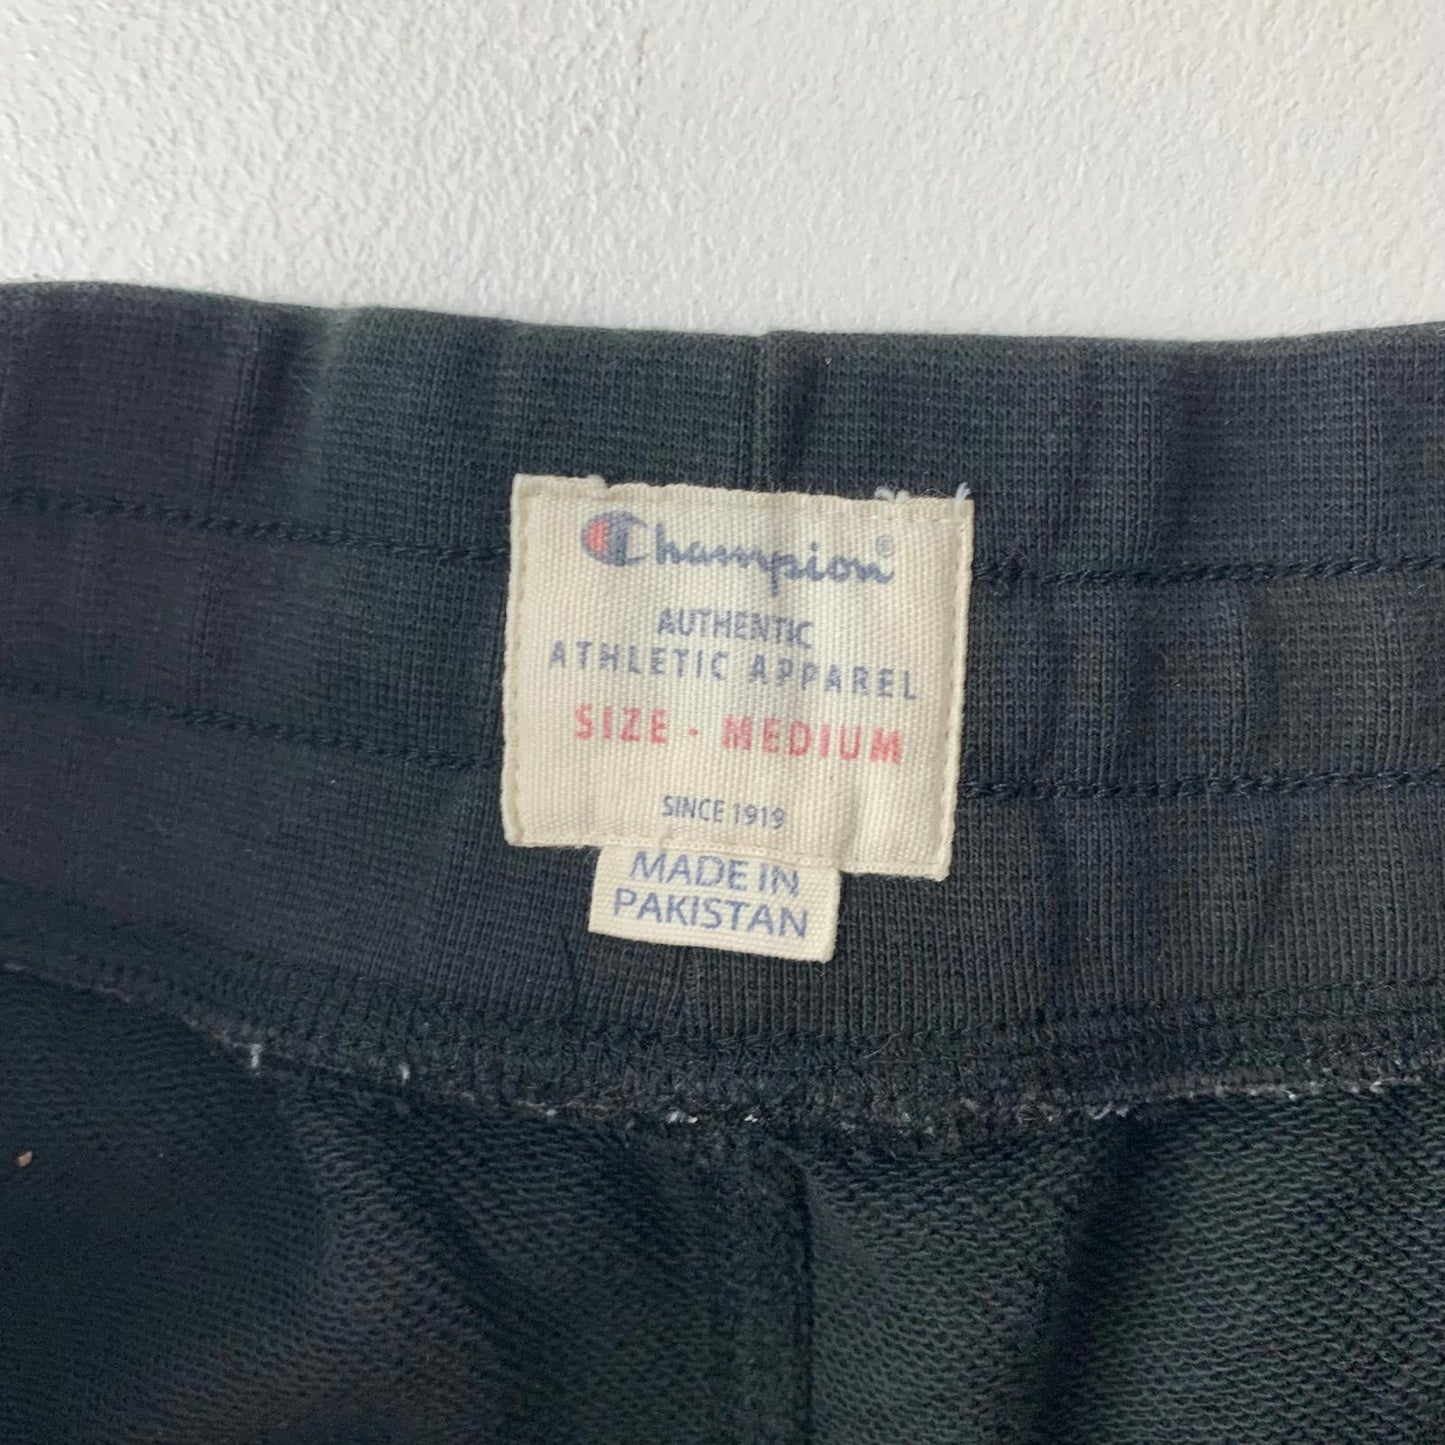 Champion®
AUTHENTIC
ATHLETIC APPAREL
SIZE - MEDIUM
SINCE 1919
MADE IN
PAKISTAN